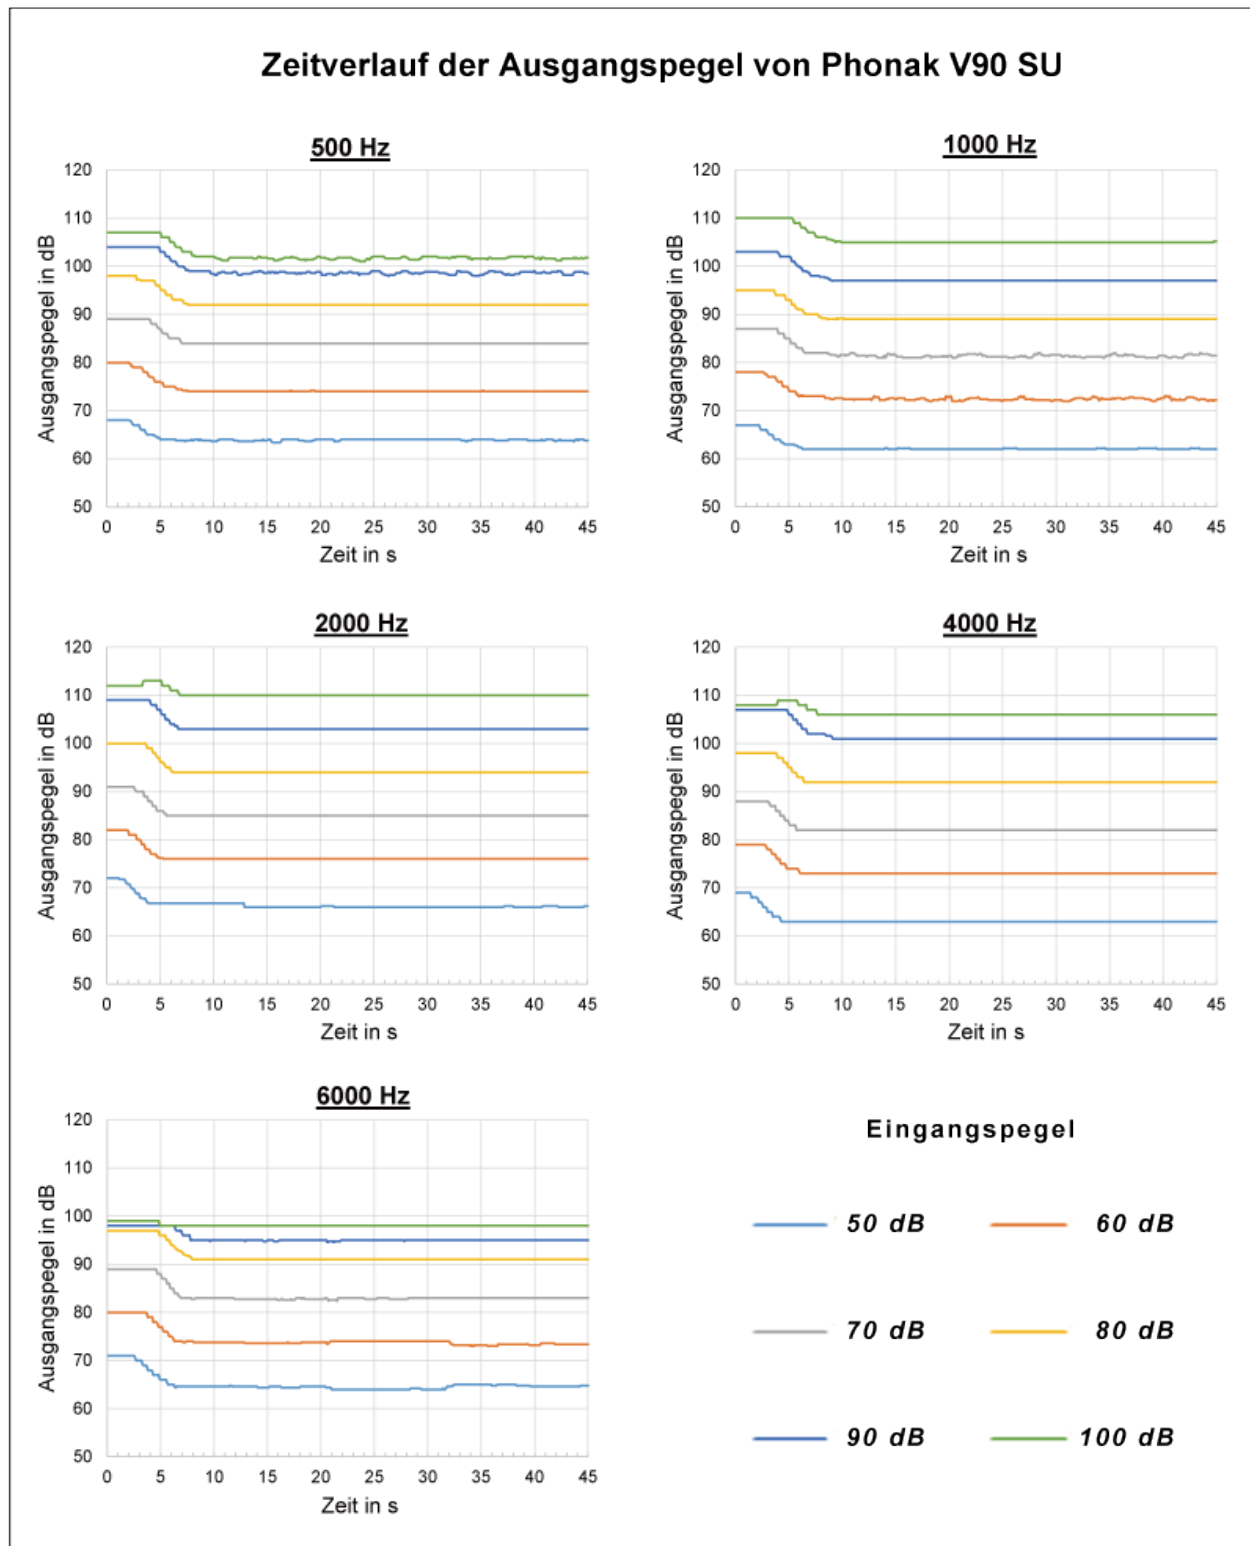 Zeitverlauf der Ausgangspegel von Phonak V90 SU
500 Hz
120
110
100
90
80
70
60
50
Ausgangspegel in dB
0 5 10 15 20 25 30 35 40 45
Zeit in s
1000 Hz
120
110
100
90
80
70
60
50
Ausgangspegel in dB
0 5 10 15 20 25 30 35 40 45
Zeit in s
2000 Hz
120
110
100
90
80
70
60
50
Ausgangspegel in dB
0 5 10 15 20 25 30 35 40 45
Zeit in s
4000 Hz
120
110
100
90
80
70
60
50
Ausgangspegel in dB
0 5 10 15 20 25 30 35 40 45
Zeit in s
6000 Hz
120
110
100
90
80
70
60
50
Ausgangspegel in dB
0 5 10 15 20 25 30 35 40 45
Zeit in s
Eingangspegel
50 dB 60 dB
70 dB 80 dB
90 dB 100 dB